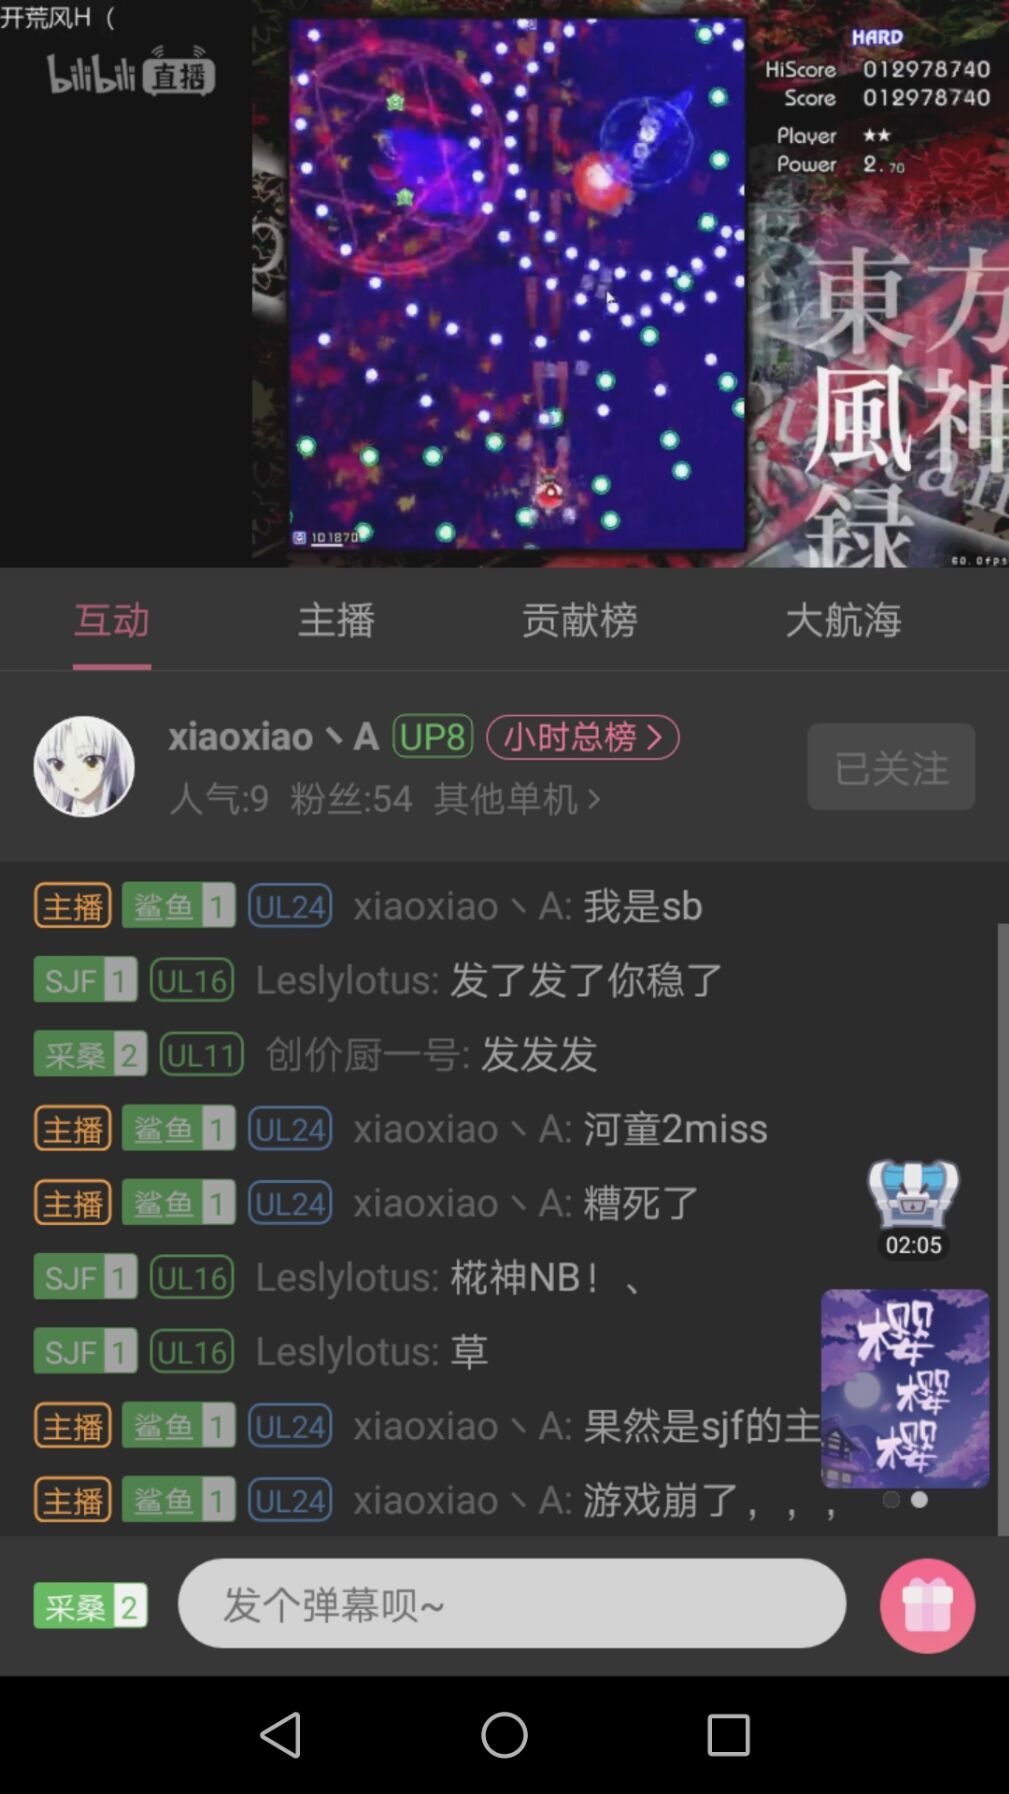 开荒风H（
bilibili 直播
HARD
HiScore 012978740
Score 012978740
Player ★★
Power 2.70
東方
風神
録
101870
60.0fps
互动 主播 贡献榜 大航海
xiaoxiao丶A UP8 小时总榜 >
人气:9 粉丝:54 其他单机 >
已关注
主播 鲨鱼 1 UL24 xiaoxiao丶A: 我是sb
SJF 1 UL16 Leslylotus: 发了发了你稳了
采桑 2 UL11 创价厨一号: 发发发
主播 鲨鱼 1 UL24 xiaoxiao丶A: 河童2miss
主播 鲨鱼 1 UL24 xiaoxiao丶A: 糟死了
02:05
SJF 1 UL16 Leslylotus: 椛神NB！、
SJF 1 UL16 Leslylotus: 草
樱
樱
樱
主播 鲨鱼 1 UL24 xiaoxiao丶A: 果然是sjf的主
主播 鲨鱼 1 UL24 xiaoxiao丶A: 游戏崩了，，，
采桑 2 发个弹幕呗~